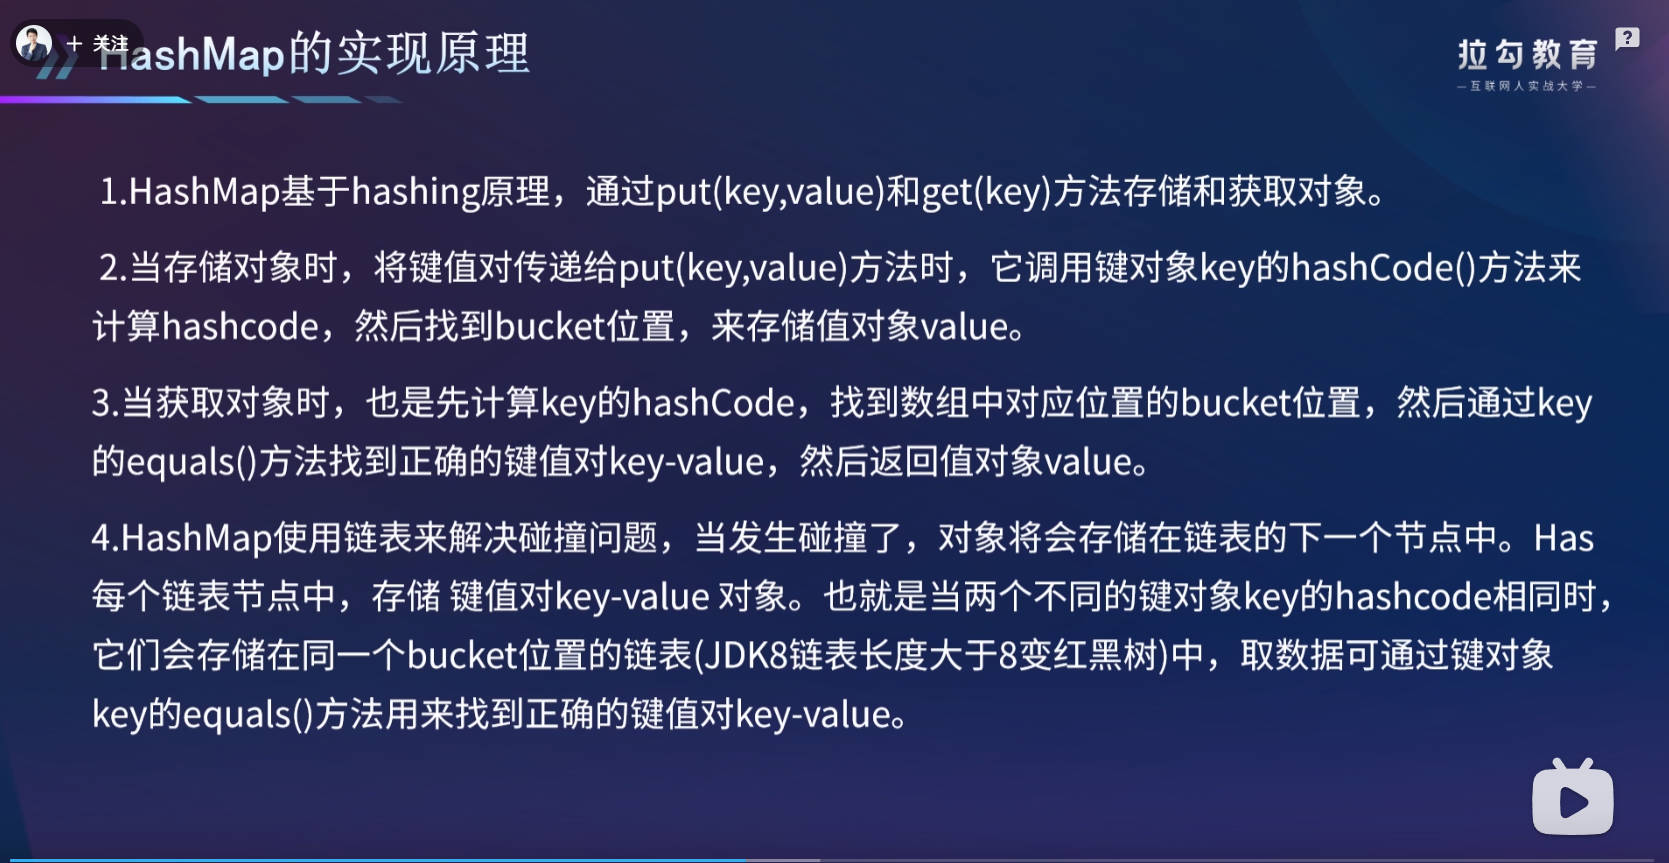 + 关注
HashMap的实现原理
拉勾教育
互联网人实战大学
?
1.HashMap基于hashing原理，通过put(key,value)和get(key)方法存储和获取对象。
2.当存储对象时，将键值对传递给put(key,value)方法时，它调用键对象key的hashCode()方法来
计算hashcode，然后找到bucket位置，来存储值对象value。
3.当获取对象时，也是先计算key的hashCode，找到数组中对应位置的bucket位置，然后通过key
的equals()方法找到正确的键值对key-value，然后返回值对象value。
4.HashMap使用链表来解决碰撞问题，当发生碰撞了，对象将会存储在链表的下一个节点中。Has
每个链表节点中，存储 键值对key-value 对象。也就是当两个不同的键对象key的hashcode相同时，
它们会存储在同一个bucket位置的链表(JDK8链表长度大于8变红黑树)中，取数据可通过键对象
key的equals()方法用来找到正确的键值对key-value。